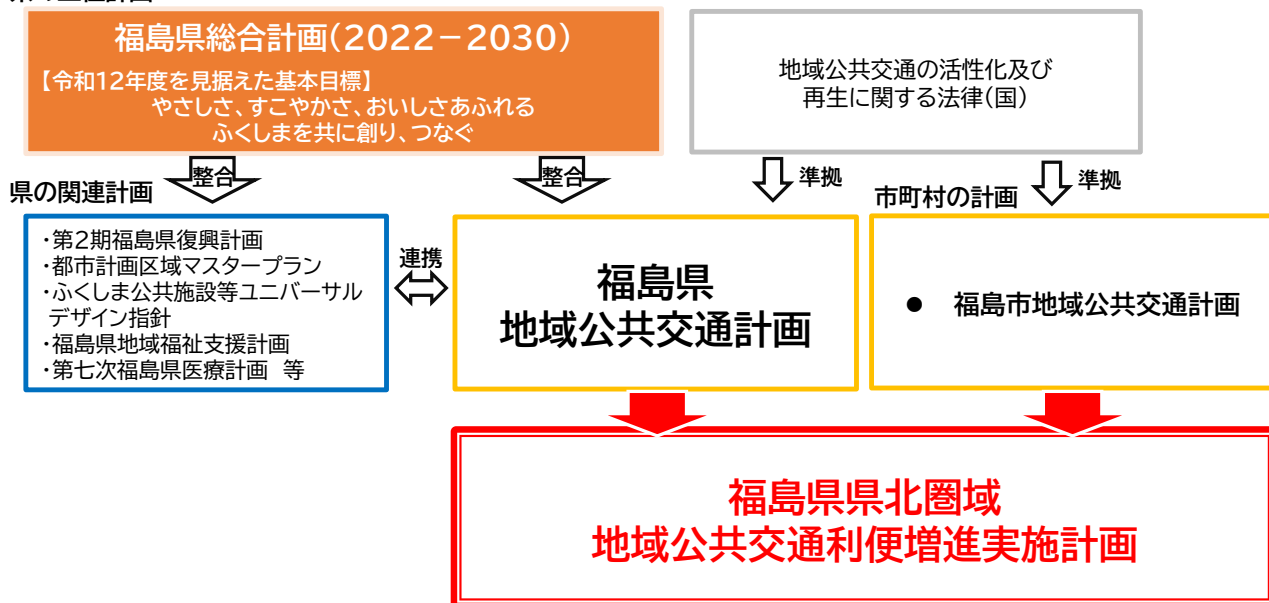 福島県総合計画(2022－2030)
【令和12年度を見据えた基本目標】
やさしさ、すこやかさ、おいしさあふれる
ふくしまを共に創り、つなぐ
地域公共交通の活性化及び
再生に関する法律(国)
整合
整合
準拠
準拠
県の関連計画
市町村の計画
・第2期福島県復興計画
・都市計画区域マスタープラン
・ふくしま公共施設等ユニバーサル
デザイン指針
・福島県地域福祉支援計画
・第七次福島県医療計画　等
連携
福島県
地域公共交通計画
● 福島市地域公共交通計画
福島県県北圏域
地域公共交通利便増進実施計画